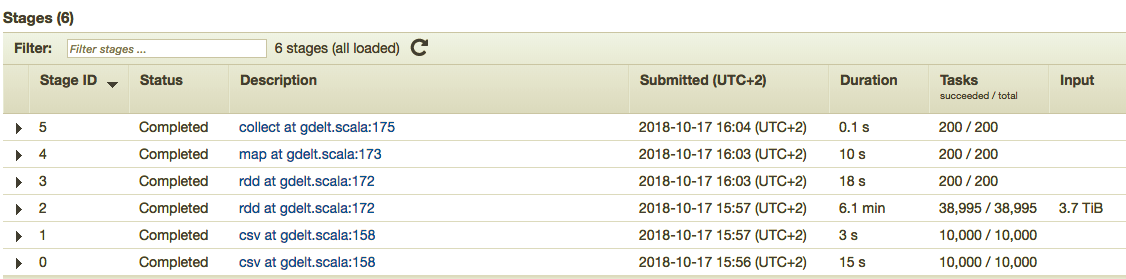 Stages (6)
Filter: Filter stages ... 6 stages (all loaded)
Stage ID Status Description Submitted (UTC+2) Duration Tasks Input
succeeded / total
5 Completed collect at gdelt.scala:175 2018-10-17 16:04 (UTC+2) 0.1 s 200 / 200
4 Completed map at gdelt.scala:173 2018-10-17 16:03 (UTC+2) 10 s 200 / 200
3 Completed rdd at gdelt.scala:172 2018-10-17 16:03 (UTC+2) 18 s 200 / 200
2 Completed rdd at gdelt.scala:172 2018-10-17 15:57 (UTC+2) 6.1 min 38,995 / 38,995 3.7 TiB
1 Completed csv at gdelt.scala:158 2018-10-17 15:57 (UTC+2) 3 s 10,000 / 10,000
0 Completed csv at gdelt.scala:158 2018-10-17 15:56 (UTC+2) 15 s 10,000 / 10,000